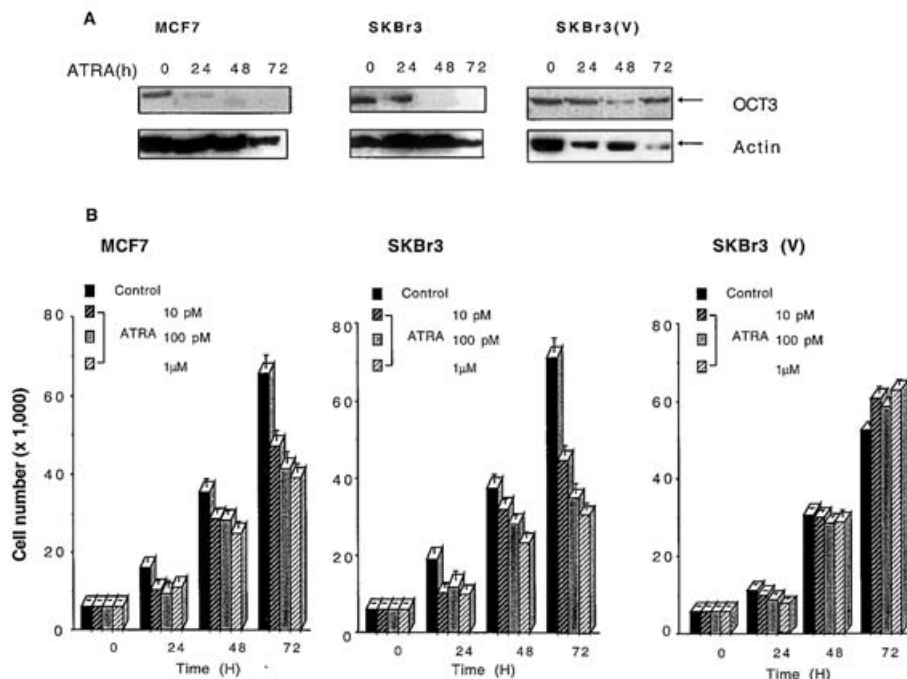 A
MCF7 SKBr3 SKBr3(V)
ATRA(h) 0 24 48 72 0 24 48 72 0 24 48 72
OCT3
Actin
B
MCF7 SKBr3 SKBr3 (V)
Control Control Control
10 pM 10 pM 10 pM
ATRA 100 pM ATRA 100 pM ATRA 100 pM
1µM 1µM 1µM
Cell number (x 1,000)
80 80 80
60 60 60
40 40 40
20 20 20
0 0 0
0 24 48 72 0 24 48 72 0 24 48 72
Time (H) Time (H) Time (H)